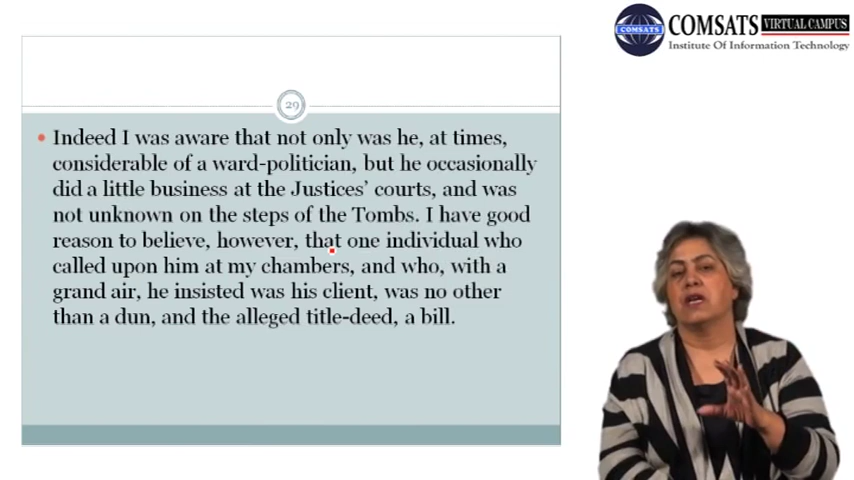 COMSATS VIRTUAL CAMPUS
COMSATS
Institute Of Information Technology
29
Indeed I was aware that not only was he, at times,
considerable of a ward-politician, but he occasionally
did a little business at the Justices' courts, and was
not unknown on the steps of the Tombs. I have good
reason to believe, however, that one individual who
called upon him at my chambers, and who, with a
grand air, he insisted was his client, was no other
than a dun, and the alleged title-deed, a bill.